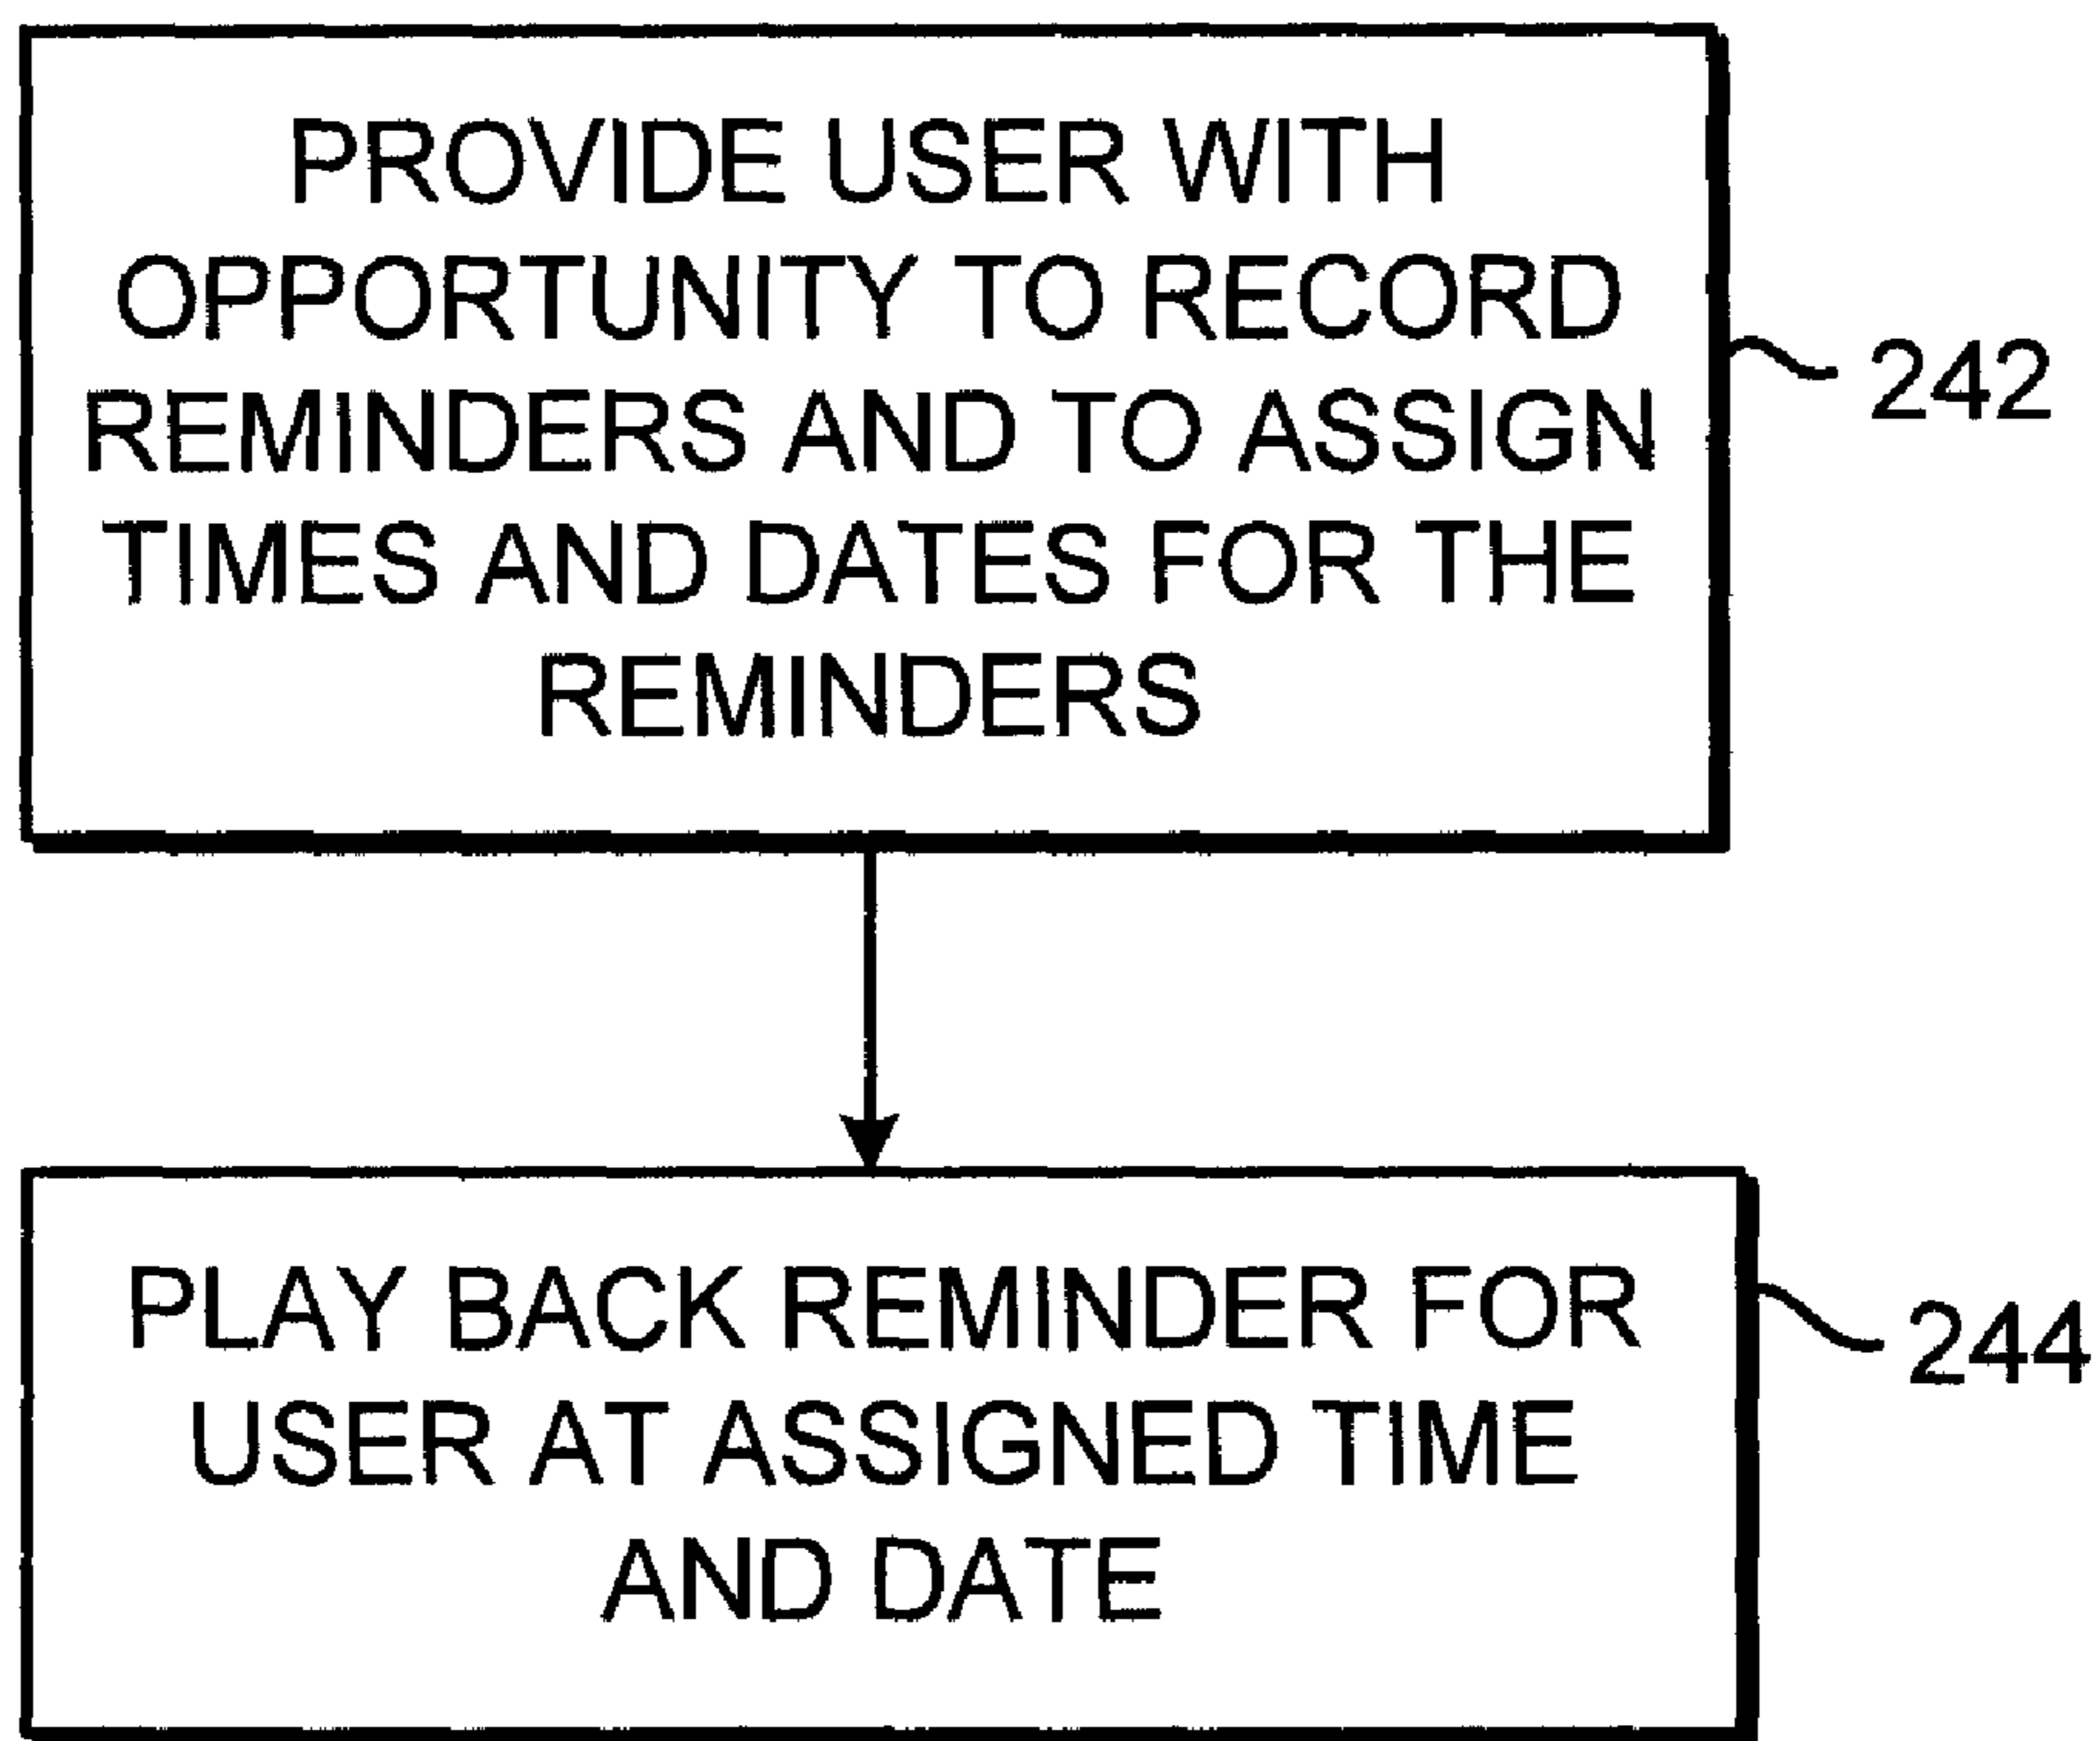 PROVIDE USER WITH
OPPORTUNITY TO RECORD
REMINDERS AND TO ASSIGN
TIMES AND DATES FOR THE
REMINDERS
242
PLAY BACK REMINDER FOR
USER AT ASSIGNED TIME
AND DATE
244